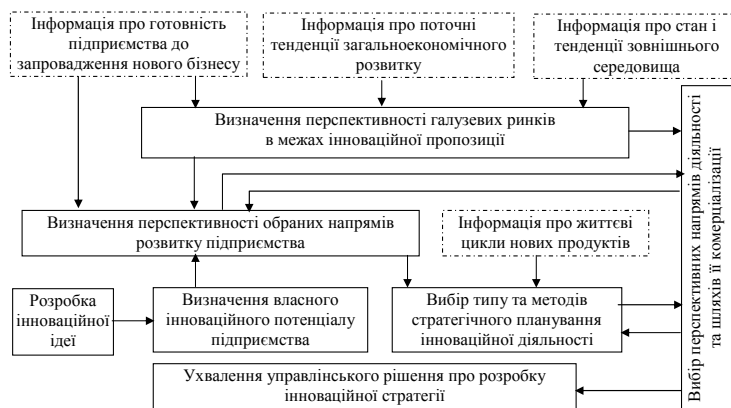 Інформація про готовність
підприємства до
запровадження нового бізнесу
Інформація про поточні
тенденції загальноекономічного
розвитку
Інформація про стан і
тенденції зовнішнього
середовища
Визначення перспективності галузевих ринків
в межах інноваційної пропозиції
Вибір перспективних напрямів діяльності
та шляхів її комерціалізації
Визначення перспективності обраних напрямів
розвитку підприємства
Інформація про життєві
цикли нових продуктів
Розробка
інноваційної
ідеї
Визначення власного
інноваційного потенціалу
підприємства
Вибір типу та методів
стратегічного планування
інноваційної діяльності
Ухвалення управлінського рішення про розробку
інноваційної стратегії